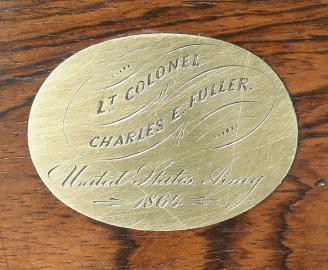 LT. COLONEL
CHARLES E. FULLER.
United States Army
1864